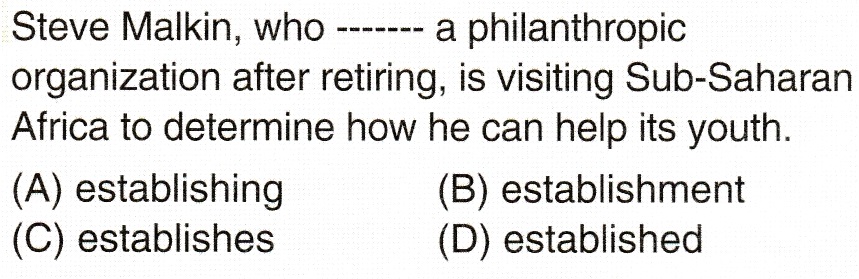 Steve Malkin, who ------- a philanthropic
organization after retiring, is visiting Sub-Saharan
Africa to determine how he can help its youth.
(A) establishing (B) establishment
(C) establishes (D) established